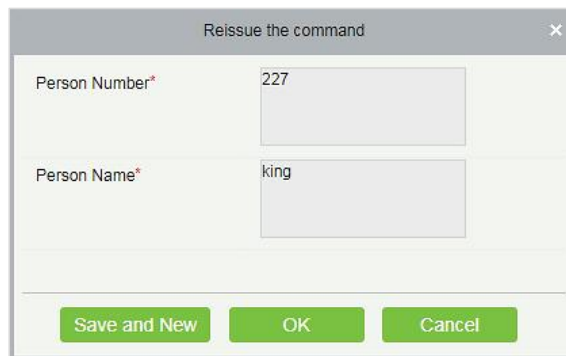 Reissue the command
Person Number* 227
Person Name* king
Save and New OK Cancel